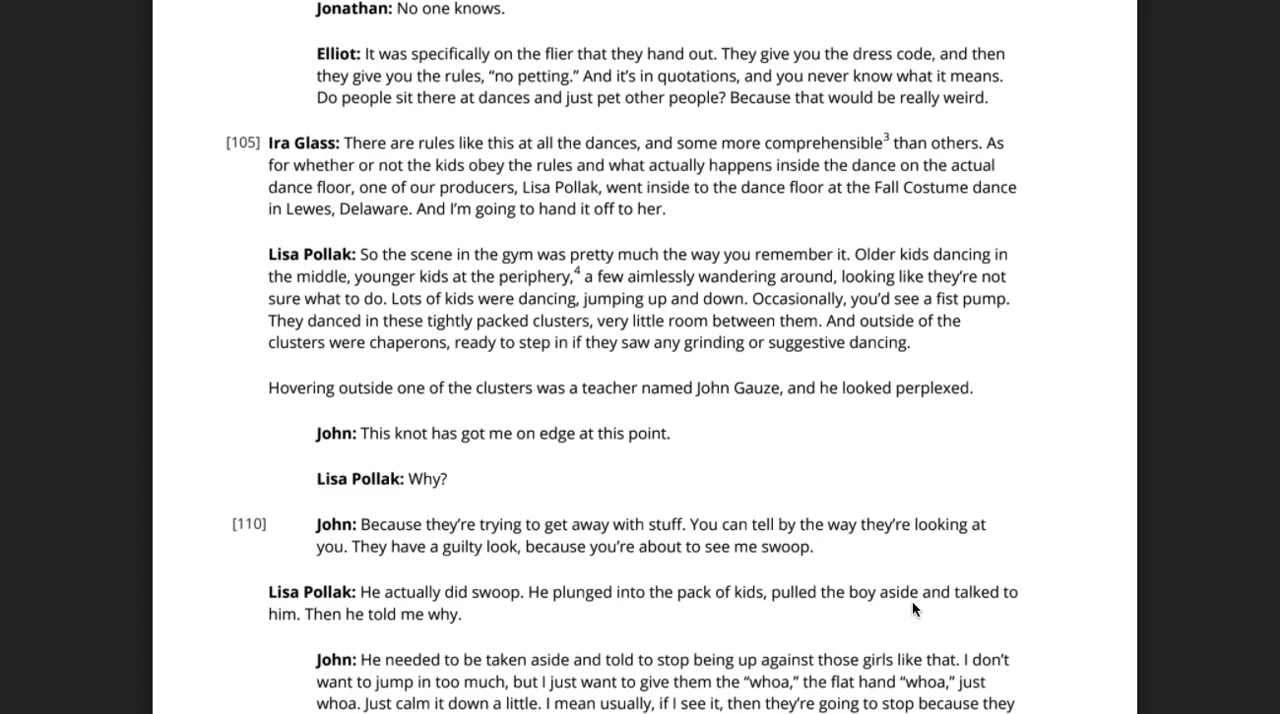 Jonathan: No one knows.
Elliot: It was specifically on the flier that they hand out. They give you the dress code, and then
they give you the rules, “no petting.” And it’s in quotations, and you never know what it means.
Do people sit there at dances and just pet other people? Because that would be really weird.
[105] Ira Glass: There are rules like this at all the dances, and some more comprehensible3 than others. As
for whether or not the kids obey the rules and what actually happens inside the dance on the actual
dance floor, one of our producers, Lisa Pollak, went inside to the dance floor at the Fall Costume dance
in Lewes, Delaware. And I’m going to hand it off to her.
Lisa Pollak: So the scene in the gym was pretty much the way you remember it. Older kids dancing in
the middle, younger kids at the periphery,4 a few aimlessly wandering around, looking like they’re not
sure what to do. Lots of kids were dancing, jumping up and down. Occasionally, you’d see a fist pump.
They danced in these tightly packed clusters, very little room between them. And outside of the
clusters were chaperons, ready to step in if they saw any grinding or suggestive dancing.
Hovering outside one of the clusters was a teacher named John Gauze, and he looked perplexed.
John: This knot has got me on edge at this point.
Lisa Pollak: Why?
[110] John: Because they’re trying to get away with stuff. You can tell by the way they’re looking at
you. They have a guilty look, because you’re about to see me swoop.
Lisa Pollak: He actually did swoop. He plunged into the pack of kids, pulled the boy aside and talked to
him. Then he told me why.
John: He needed to be taken aside and told to stop being up against those girls like that. I don’t
want to jump in too much, but I just want to give them the “whoa,” the flat hand “whoa,” just
whoa. Just calm it down a little. I mean usually, if I see it, then they’re going to stop because they